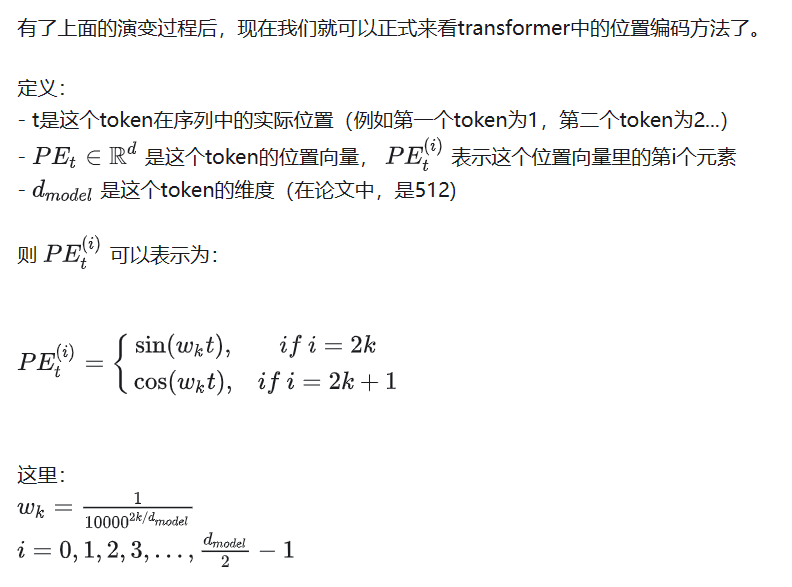 有了上面的演变过程后，现在我们就可以正式来看transformer中的位置编码方法了。
定义：
- t是这个token在序列中的实际位置（例如第一个token为1，第二个token为2...）
- $PE_t \in \mathbb{R}^d$ 是这个token的位置向量， $PE_t^{(i)}$ 表示这个位置向量里的第i个元素
- $d_{model}$ 是这个token的维度（在论文中，是512)
则 $PE_t^{(i)}$ 可以表示为：
$PE_t^{(i)} = \begin{cases} \sin(w_k t), & if\ i = 2k \\ \cos(w_k t), & if\ i = 2k + 1 \end{cases}$
这里：
$w_k = \frac{1}{10000^{2k/d_{model}}}$
$i = 0, 1, 2, 3, \ldots, \frac{d_{model}}{2} - 1$